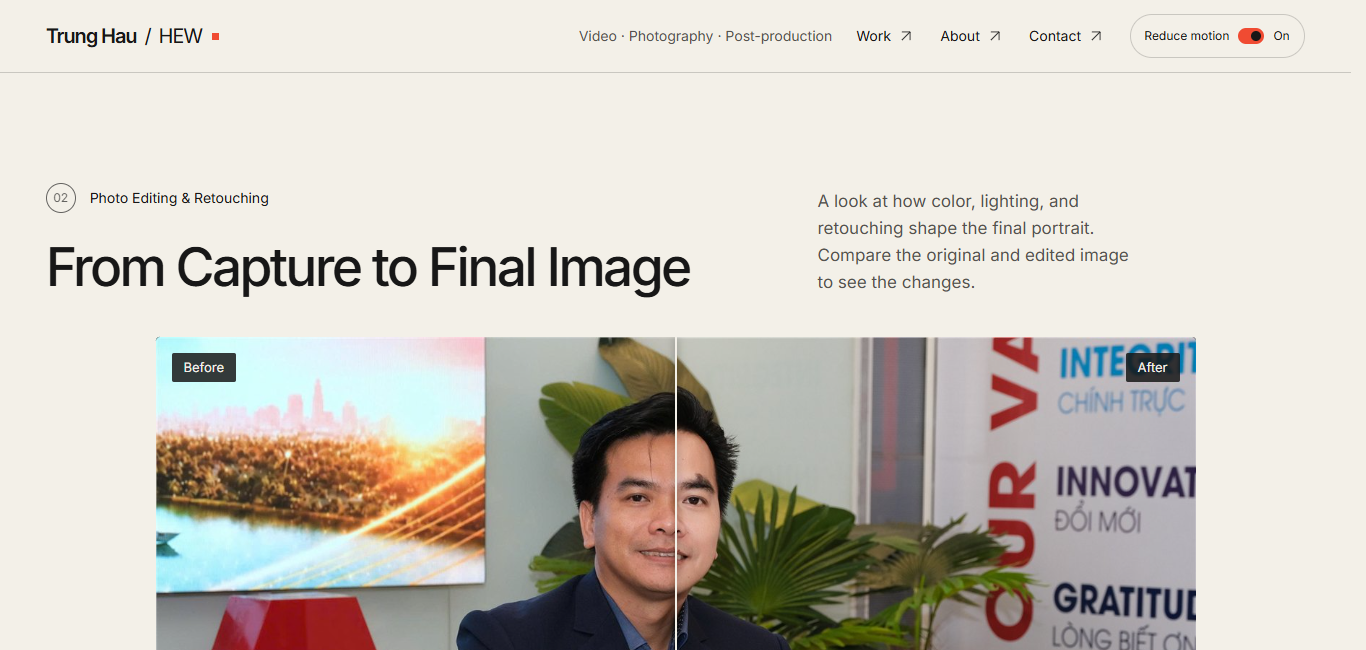 Trung Hau / HEW
Video · Photography · Post-production
Work
About
Contact
Reduce motion
On
02
Photo Editing & Retouching
From Capture to Final Image
A look at how color, lighting, and
retouching shape the final portrait.
Compare the original and edited image
to see the changes.
Before
After
OUR VA
INTEGRIT
CHÍNH TRỰC
INNOVAT
ĐỔI MỚI
GRATITUD
LÒNG BIẾT ƠN